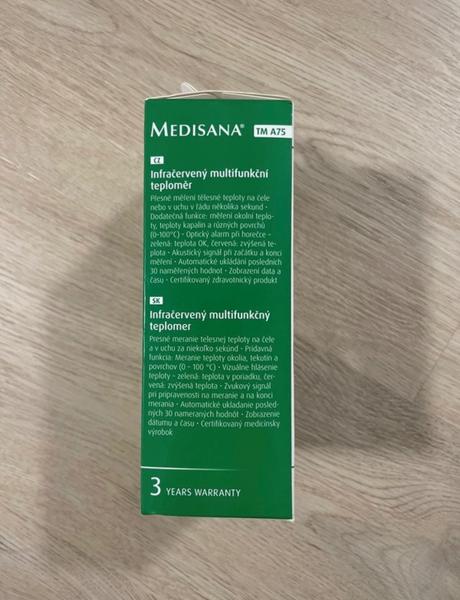 MEDISANA® TM A75
CZ
Infračervený multifunkční
teploměr
Přesné měření tělesné teploty na čele
nebo v uchu v řádu několika sekund •
Dodatečná funkce: měření okolní teplo-
ty, teploty kapalin a různých povrchů
(0-100°C) • Optický alarm při horečce –
zelená: teplota OK, červená: zvýšená te-
plota • Akustický signál při začátku a konci
měření • Automatické ukládání posledních
30 naměřených hodnot • Zobrazení data a
času • Certifikovaný zdravotnický produkt
SK
Infračervený multifunkčný
teplomer
Presné meranie telesnej teploty na čele
a v uchu za niekoľko sekúnd • Prídavná
funkcia: Meranie teploty okolia, tekutín a
povrchov (0 - 100 °C) • Vizuálne hlásenie
teploty – zelená: teplota v poriadku, čer-
vená: zvýšená teplota • Zvukový signál
pri pripravenosti na meranie a na konci
merania • Automatické ukladanie posled-
ných 30 nameraných hodnôt • Zobrazenie
dátumu a času • Certifikovaný medicínsky
výrobok
3 YEARS WARRANTY